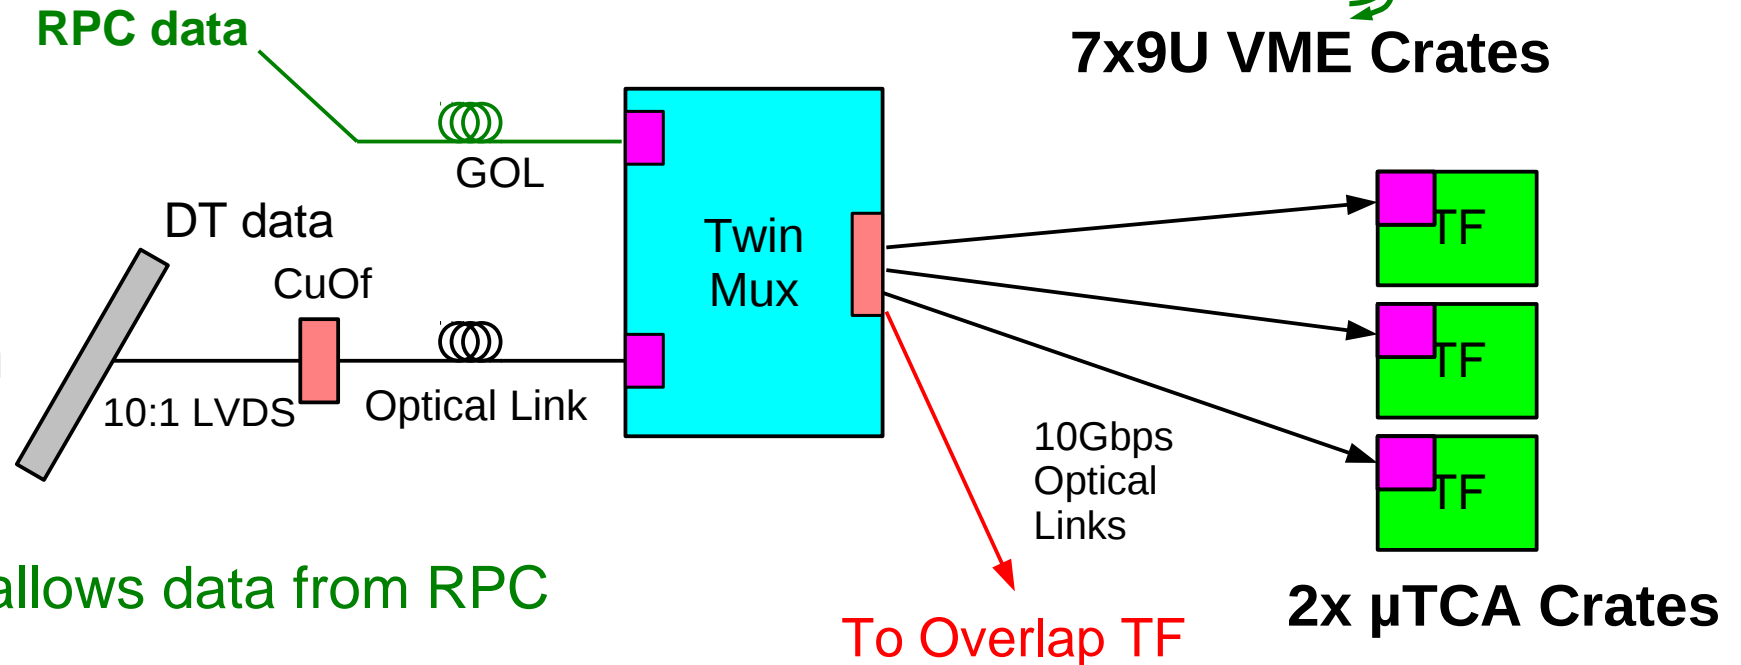 RPC data
7x9U VME Crates
GOL
DT data
CuOf
Twin
Mux
TF
TF
TF
10:1 LVDS
Optical Link
10Gbps
Optical
Links
allows data from RPC
2x µTCA Crates
To Overlap TF